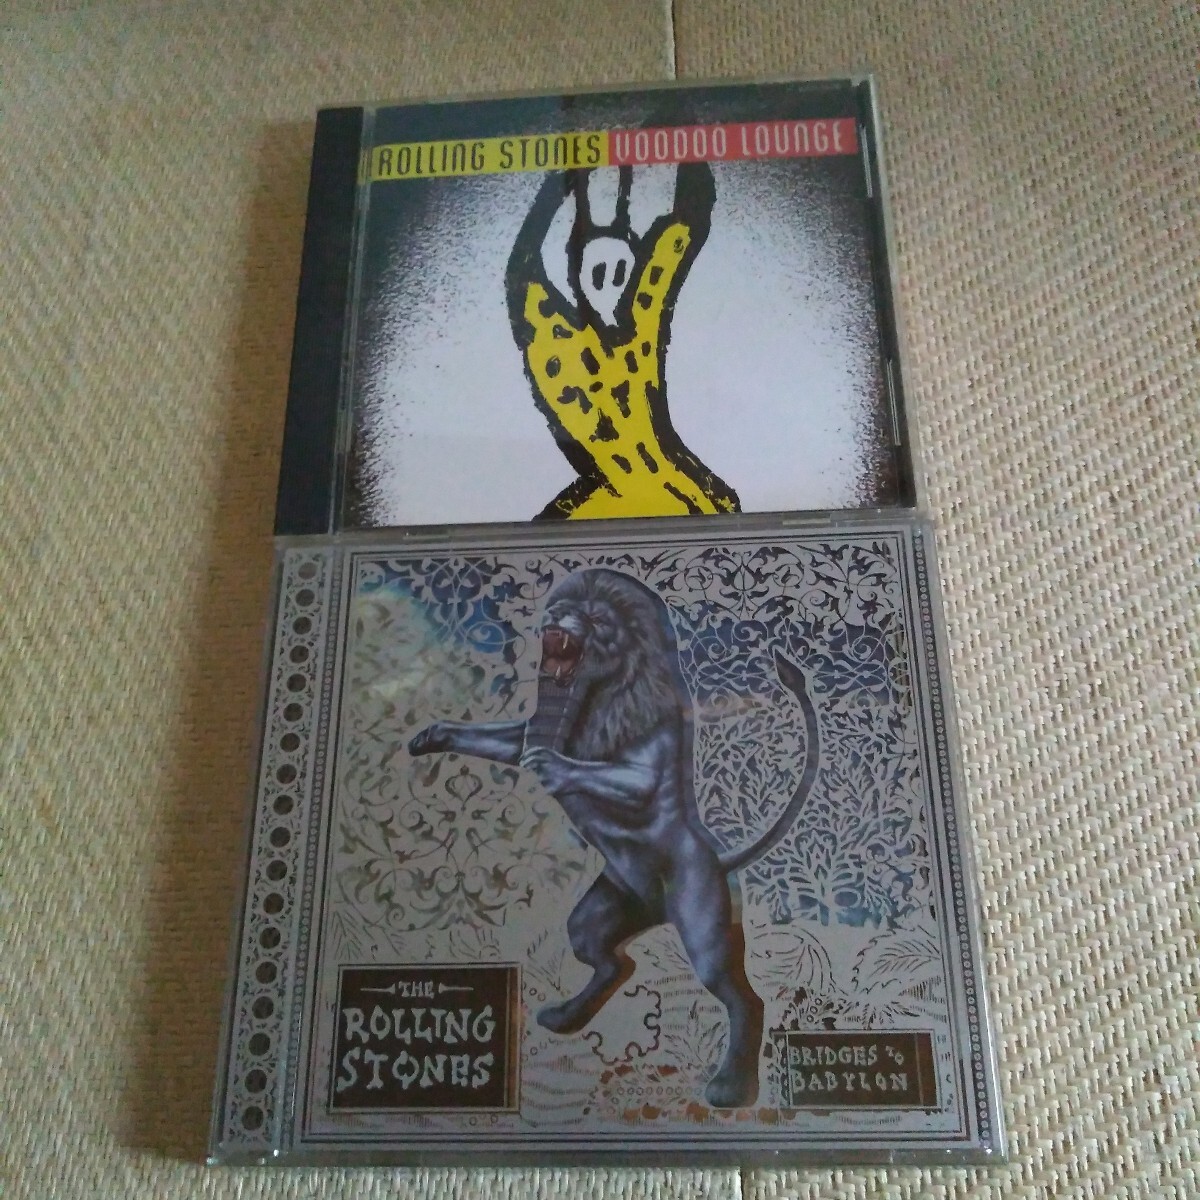 ROLLING STONES VOODOO LOUNGE
THE
ROLLING
STONES
BRIDGES TO
BABYLON